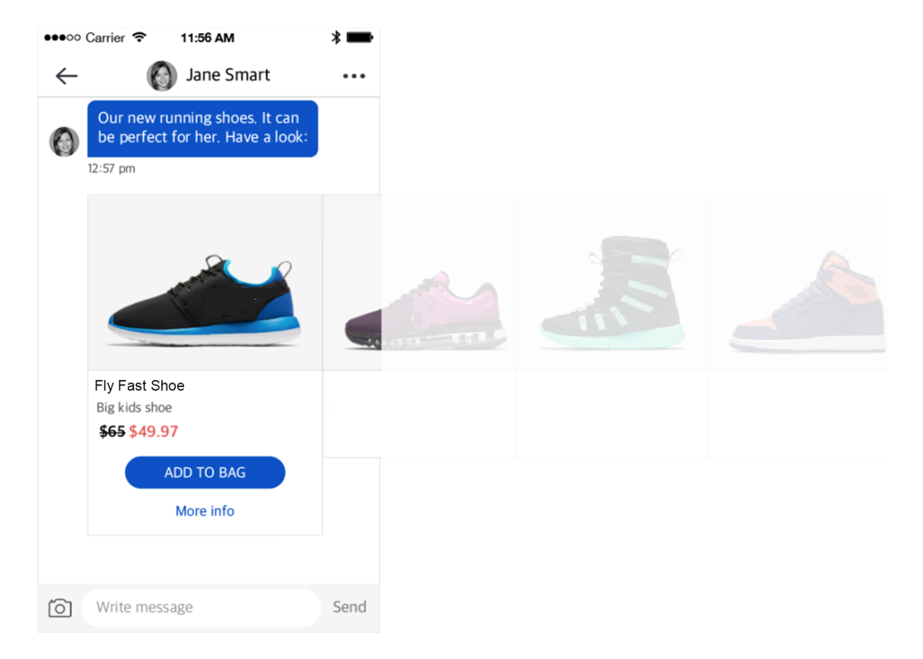 Carrier 11:56 AM
Jane Smart
Our new running shoes. It can
be perfect for her. Have a look:
12:57 pm
Fly Fast Shoe
Big kids shoe
$65 $49.97
ADD TO BAG
More info
Write message Send